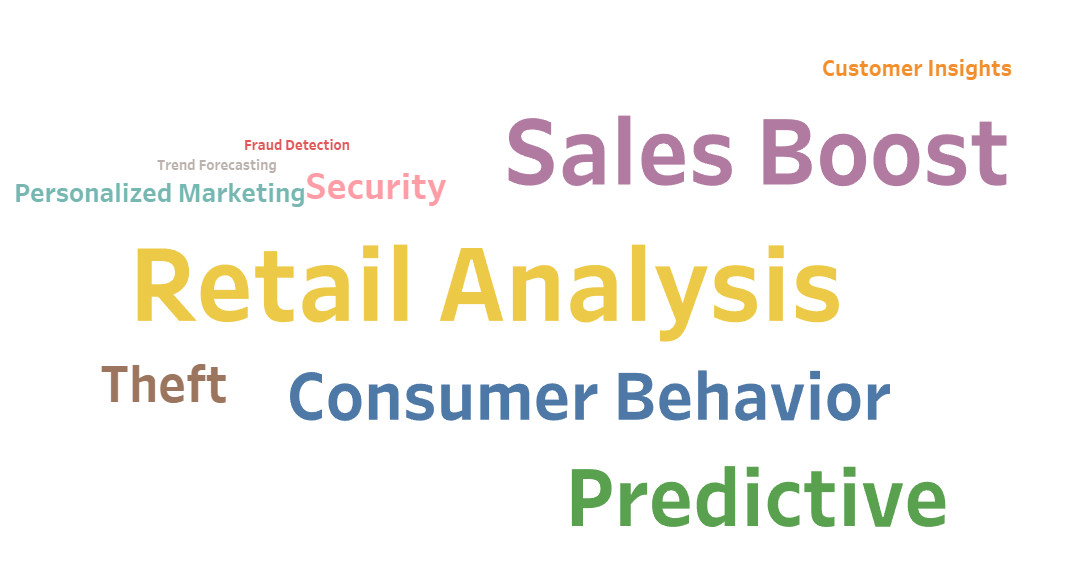 Customer Insights
Sales Boost
Fraud Detection
Trend Forecasting
Personalized Marketing
Security
Retail Analysis
Theft
Consumer Behavior
Predictive